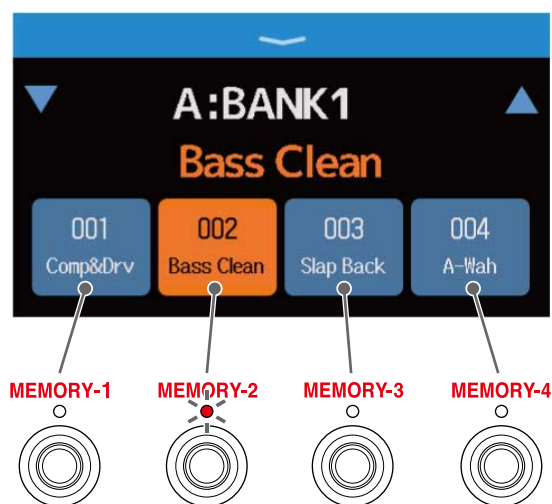 A:BANK1
Bass Clean
001 002 003 004
Comp&Drv Bass Clean Slap Back A-Wah
MEMORY-1 MEMORY-2 MEMORY-3 MEMORY-4